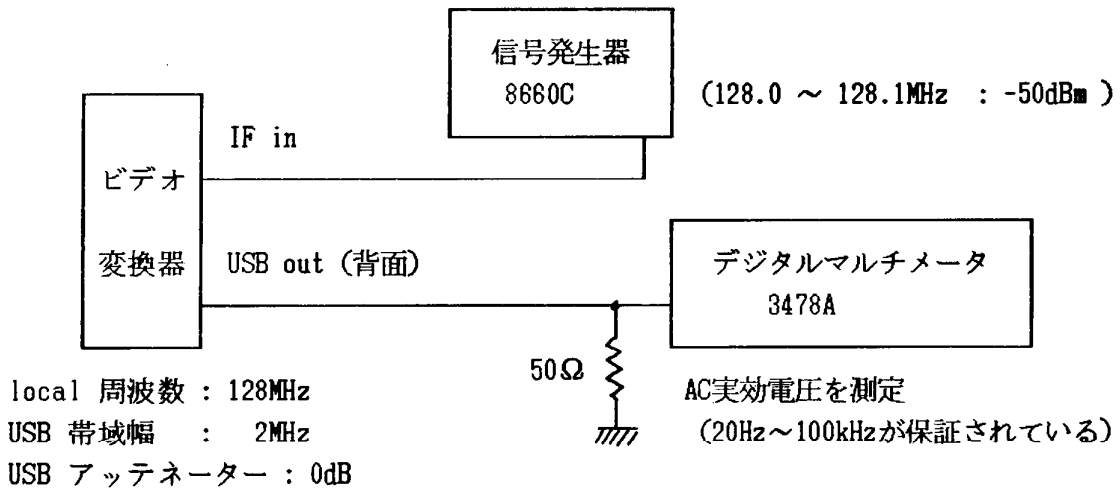 信号発生器
8660C
(128.0 ～ 128.1MHz : -50dBm )
IF in
ビデオ
変換器
USB out (背面)
デジタルマルチメータ
3478A
50Ω
local 周波数 : 128MHz
USB 帯域幅 : 2MHz
USB アッテネーター : 0dB
AC実効電圧を測定
(20Hz～100kHzが保証されている)